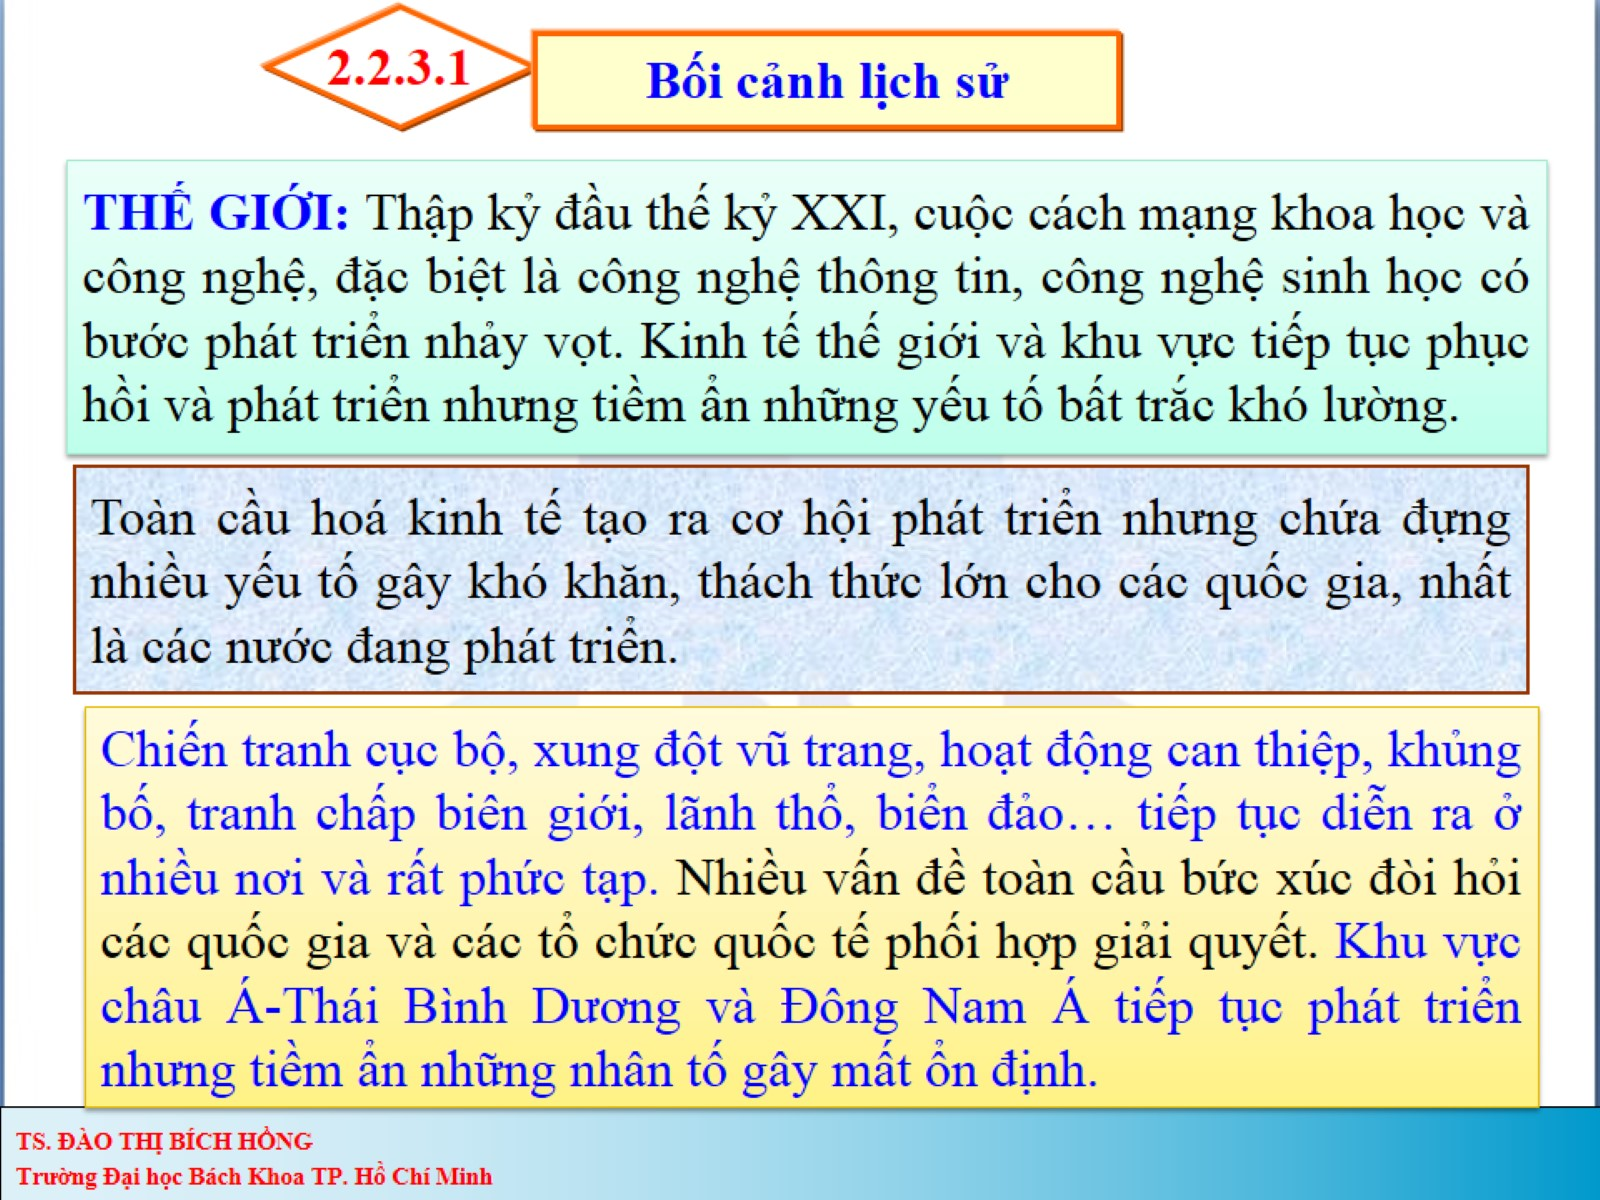 2.2.3.1
Bối cảnh lịch sử
THẾ GIỚI: Thập kỷ đầu thế kỷ XXI, cuộc cách mạng khoa học và
công nghệ, đặc biệt là công nghệ thông tin, công nghệ sinh học có
bước phát triển nhảy vọt. Kinh tế thế giới và khu vực tiếp tục phục
hồi và phát triển nhưng tiềm ẩn những yếu tố bất trắc khó lường.
Toàn cầu hoá kinh tế tạo ra cơ hội phát triển nhưng chứa đựng
nhiều yếu tố gây khó khăn, thách thức lớn cho các quốc gia, nhất
là các nước đang phát triển.
Chiến tranh cục bộ, xung đột vũ trang, hoạt động can thiệp, khủng
bố, tranh chấp biên giới, lãnh thổ, biển đảo… tiếp tục diễn ra ở
nhiều nơi và rất phức tạp. Nhiều vấn đề toàn cầu bức xúc đòi hỏi
các quốc gia và các tổ chức quốc tế phối hợp giải quyết. Khu vực
châu Á-Thái Bình Dương và Đông Nam Á tiếp tục phát triển
nhưng tiềm ẩn những nhân tố gây mất ổn định.
TS. ĐÀO THỊ BÍCH HỒNG
Trường Đại học Bách Khoa TP. Hồ Chí Minh